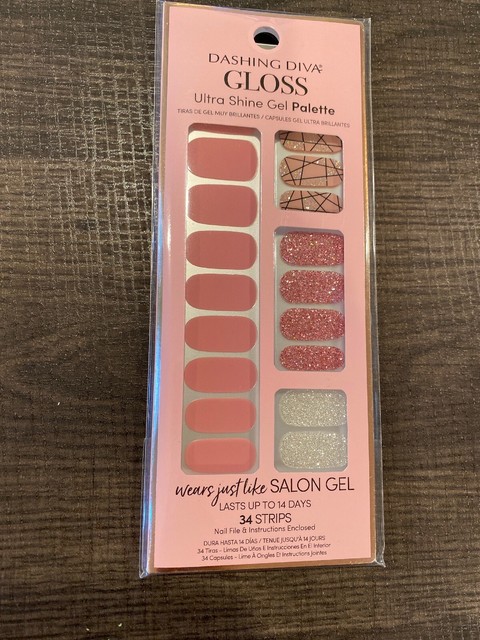 DASHING DIVA®
GLOSS
Ultra Shine Gel Palette
TIRAS DE GEL MUY BRILLANTES / CAPSULES GEL ULTRA BRILLANTES
wears just like SALON GEL
LASTS UP TO 14 DAYS
34 STRIPS
Nail File & Instructions Enclosed
DURA HASTA 14 DÍAS / TENUE JUSQU'À 14 JOURS
34 Tiras - Limas De Uñas E Instrucciones En El Interior
34 Capsules - Lime À Ongles Et Instructions Jointes